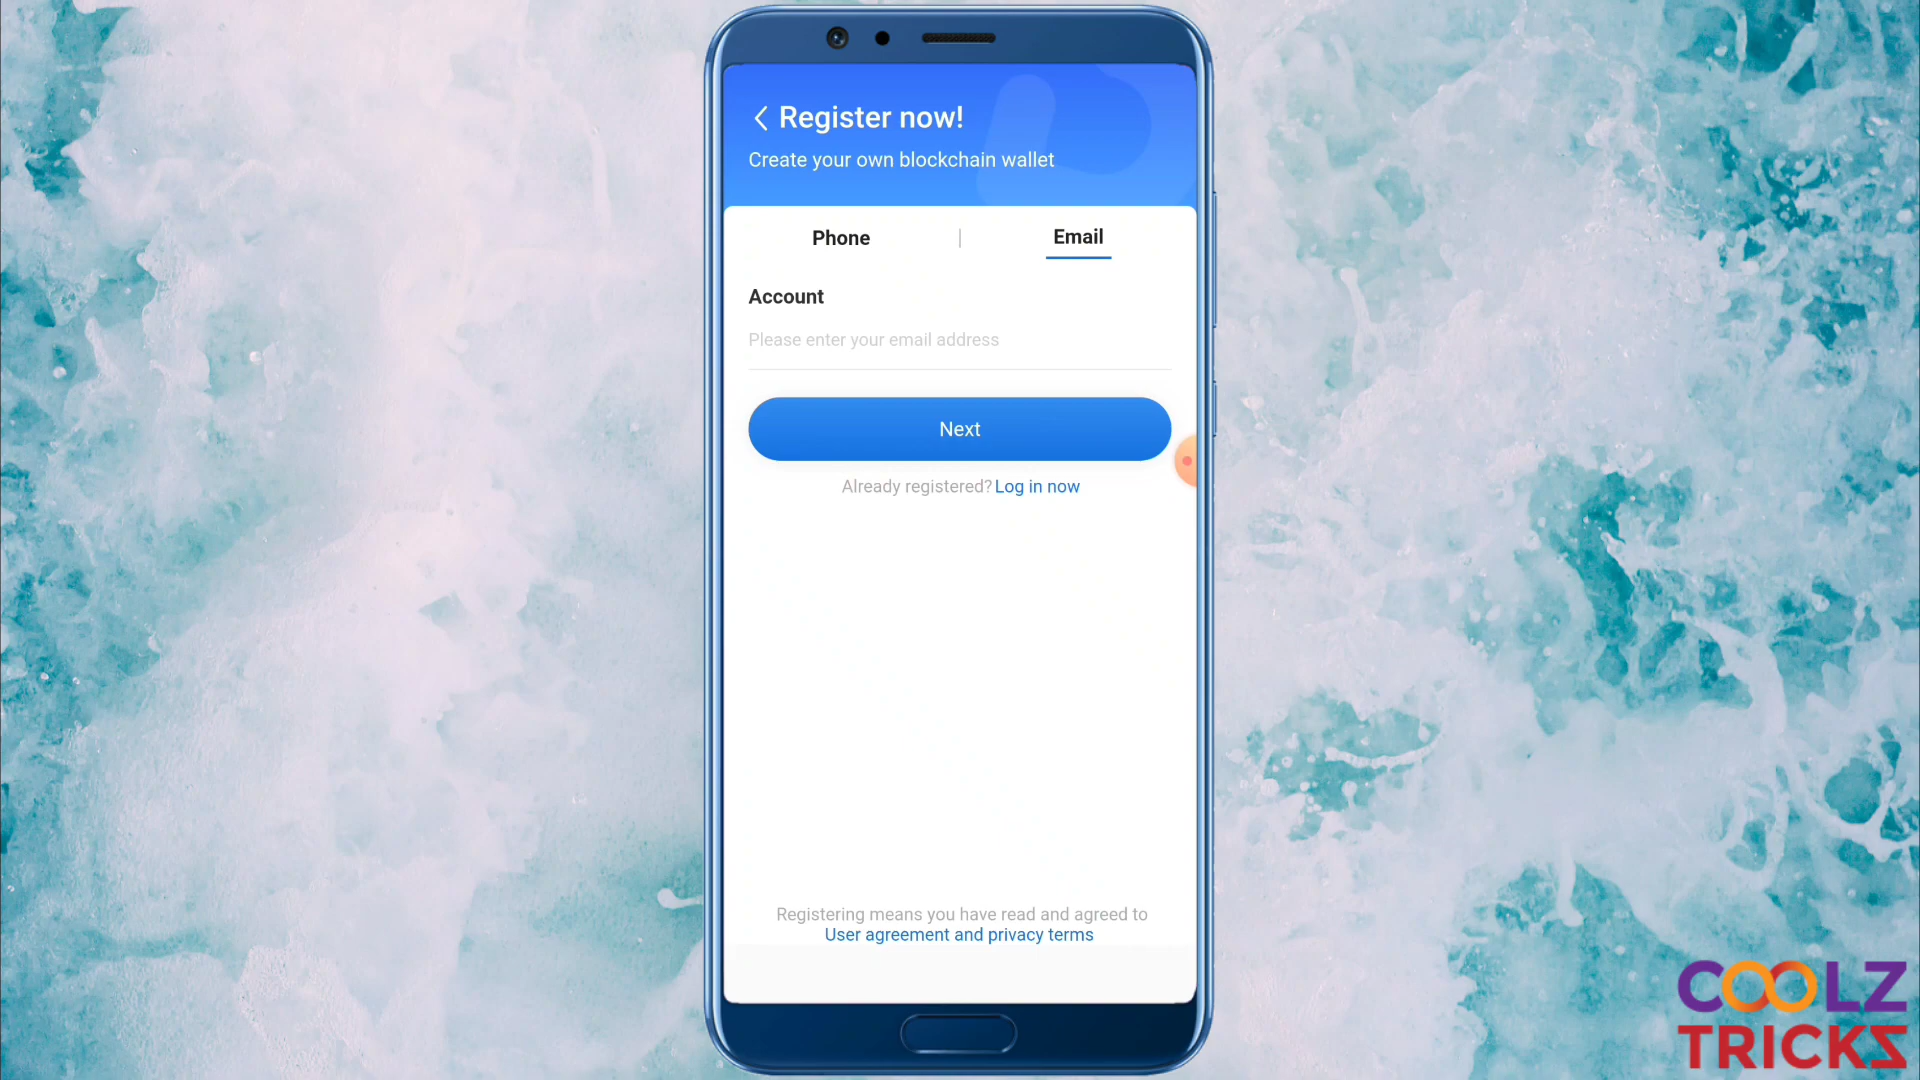 Register now!
Create your own blockchain wallet
Phone | Email
Account
Please enter your email address
Next
Already registered? Log in now
Registering means you have read and agreed to
User agreement and privacy terms
COOLZ
TRICKS